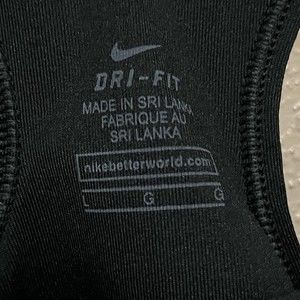 DRI-FIT
MADE IN SRI LANKA
FABRIQUE AU
SRI LANKA
nikebetterworld.com
L G G